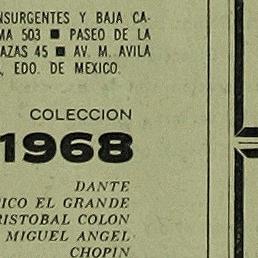 NSURGENTES Y BAJA CA-
MA 503 ■ PASEO DE LA
AZAS 45 ■ AV. M. AVILA
, EDO. DE MEXICO.
COLECCION
1968
DANTE
ICO EL GRANDE
RISTOBAL COLON
MIGUEL ANGEL
CHOPIN